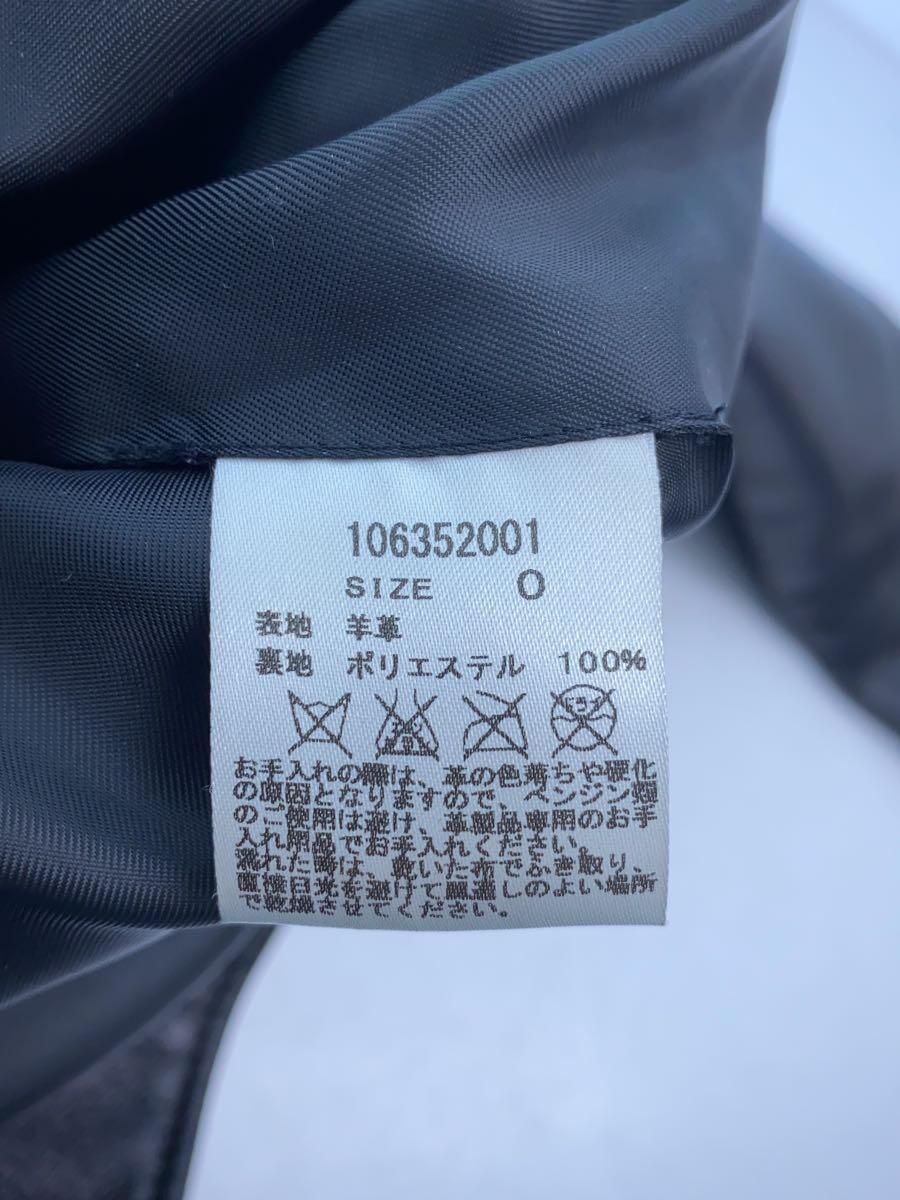 106352001
SIZE 0
表地 羊革
裏地 ポリエステル 100%
ドライ
お手入れの際は、革の色落ちや硬化
の原因となりますので、ベンジン類
のご使用は避け、革製品専用のお手
入れ用品でお手入れください。
濡れた時は、乾いた布でふき取り、
直接日光を避けて風通しのよい場所
で乾燥させてください。